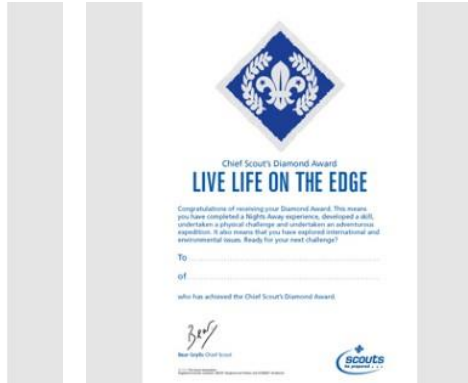 Chief Scout's Diamond Award
LIVE LIFE ON THE EDGE
Congratulations of receiving your Diamond Award. This means
you have completed a Nights Away experience, developed a skill,
undertaken a physical challenge and undertaken an adventurous
expedition. It also means that you have explored international and
environmental issues. Ready for your next challenge?
To
of
who has achieved the Chief Scout's Diamond Award.
Bear
Bear Grylls Chief Scout
scouts
be prepared...